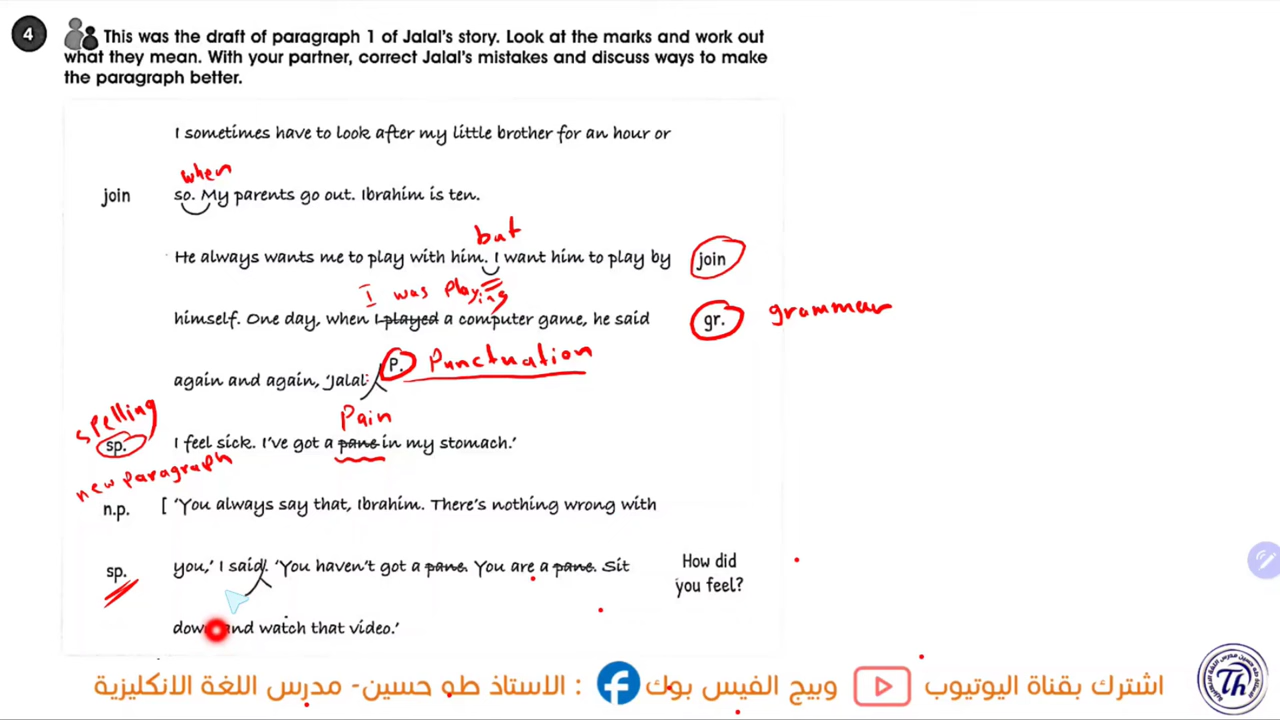 4
This was the draft of paragraph 1 of Jalal's story. Look at the marks and work out
what they mean. With your partner, correct Jalal's mistakes and discuss ways to make
the paragraph better.
I sometimes have to look after my little brother for an hour or
when
join
so. My parents go out. Ibrahim is ten.
but
He always wants me to play with him. I want him to play by
join
I was playing
himself. One day, when I played a computer game, he said
gr.
grammar
P.
Punctuation
again and again, 'Jalal.
spelling
Pain
sp.
I feel sick. I've got a pane in my stomach.'
new paragraph
n.p.
[ 'You always say that, Ibrahim. There's nothing wrong with
sp.
you,' I said. 'You haven't got a pane. You are a pane. Sit
How did
you feel?
down and watch that video.'
اشترك بقناة اليوتيوب وبيج الفيس بوك : الاستاذ طه حسين- مدرس اللغة الانكليزية
Th